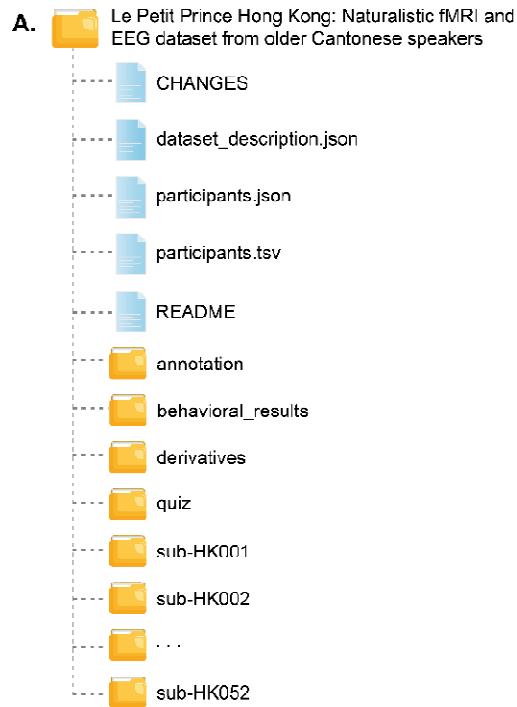 A.
Le Petit Prince Hong Kong: Naturalistic fMRI and
EEG dataset from older Cantonese speakers
CHANGES
dataset_description.json
participants.json
participants.tsv
README
annotation
behavioral_results
derivatives
quiz
sub-HK001
sub-HK002
. . .
sub-HK052